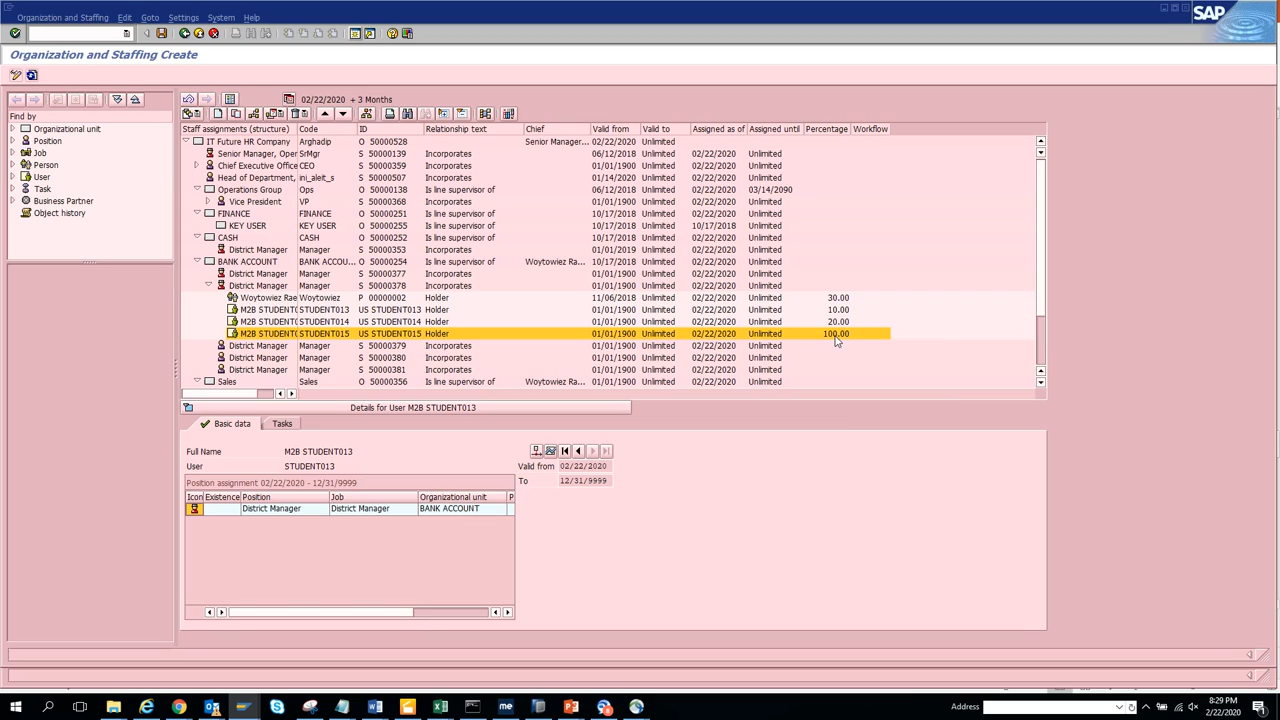 Organization and Staffing Edit Goto Settings System Help
SAP
Organization and Staffing Create
Find by
Organizational unit
Position
Job
Person
User
Task
Business Partner
Object history
02/22/2020 + 3 Months
Staff assignments (structure) Code ID Relationship text Chief Valid from Valid to Assigned as of Assigned until Percentage Workflow
IT Future HR Company Arghadip O 50000528 Senior Manager... 02/22/2020 Unlimited
Senior Manager, Oper SrMgr S 50000139 Incorporates 06/12/2018 Unlimited 02/22/2020 Unlimited
Chief Executive Office CEO S 50000359 Incorporates 01/01/1900 Unlimited 02/22/2020 Unlimited
Head of Department, ini_aleit_s S 50000507 Incorporates 01/14/2020 Unlimited 02/22/2020 Unlimited
Operations Group Ops O 50000138 Is line supervisor of 06/12/2018 Unlimited 02/22/2020 03/14/2090
Vice President VP S 50000368 Incorporates 01/01/1900 Unlimited 02/22/2020 Unlimited
FINANCE FINANCE O 50000251 Is line supervisor of 10/17/2018 Unlimited 02/22/2020 Unlimited
KEY USER KEY USER O 50000255 Is line supervisor of 10/17/2018 Unlimited 10/17/2018 Unlimited
CASH CASH O 50000252 Is line supervisor of 10/17/2018 Unlimited 02/22/2020 Unlimited
District Manager Manager S 50000353 Incorporates 01/01/2019 Unlimited 02/22/2020 Unlimited
BANK ACCOUNT BANK ACCOU... O 50000261 Is line supervisor of Woytowiez Ra... 10/17/2018 Unlimited 02/22/2020 Unlimited
District Manager Manager S 50000377 Incorporates 01/01/1900 Unlimited 02/22/2020 Unlimited
District Manager Manager S 50000378 Incorporates 01/01/1900 Unlimited 02/22/2020 Unlimited
Woytowiez Rae Woytowiez P 00000002 Holder 11/06/2018 Unlimited 02/22/2020 Unlimited 30.00
M2B STUDENT( STUDENT013 US STUDENT013 Holder 01/01/1900 Unlimited 02/22/2020 Unlimited 10.00
M2B STUDENT( STUDENT014 US STUDENT014 Holder 01/01/1900 Unlimited 02/22/2020 Unlimited 20.00
M2B STUDENT( STUDENT015 US STUDENT015 Holder 01/01/1900 Unlimited 02/22/2020 Unlimited 100.00
District Manager Manager S 50000379 Incorporates 01/01/1900 Unlimited 02/22/2020 Unlimited
District Manager Manager S 50000380 Incorporates 01/01/1900 Unlimited 02/22/2020 Unlimited
District Manager Manager S 50000381 Incorporates 01/01/1900 Unlimited 02/22/2020 Unlimited
Sales Sales O 50000356 Is line supervisor of Woytowiez Ra... 01/01/1900 Unlimited 02/22/2020 Unlimited
Details for User M2B STUDENT013
Basic data Tasks
Full Name M2B STUDENT013
User STUDENT013
Valid from 02/22/2020
To 12/31/9999
Position assignment 02/22/2020 - 12/31/9999
Icon Existence Position Job Organizational unit P
District Manager District Manager BANK ACCOUNT
Address
8:29 PM
2/22/2020